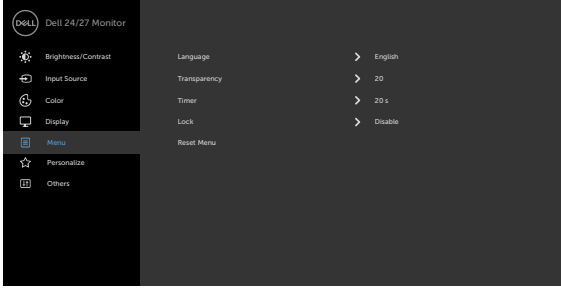 DELL Dell 24/27 Monitor
Brightness/Contrast Language English
Input Source Transparency 20
Color Timer 20 s
Display Lock Disable
Menu Reset Menu
Personalize
Others